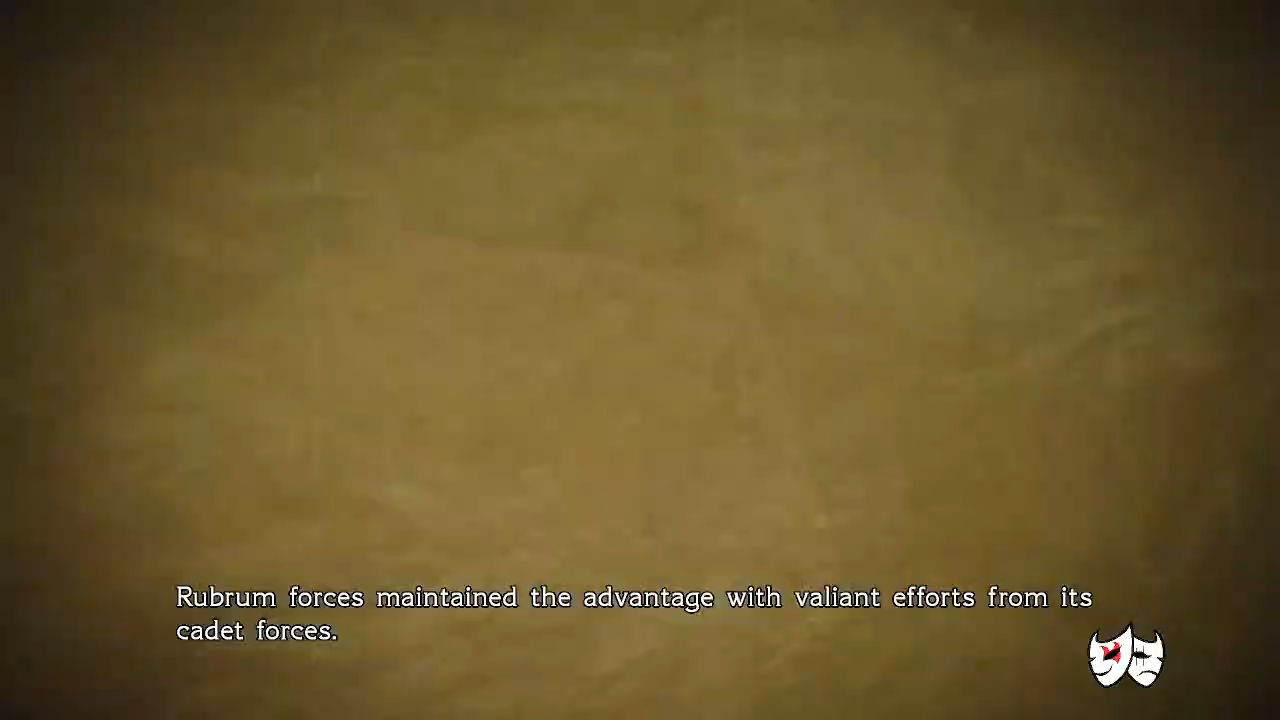 Rubrum forces maintained the advantage with valiant efforts from its
cadet forces.